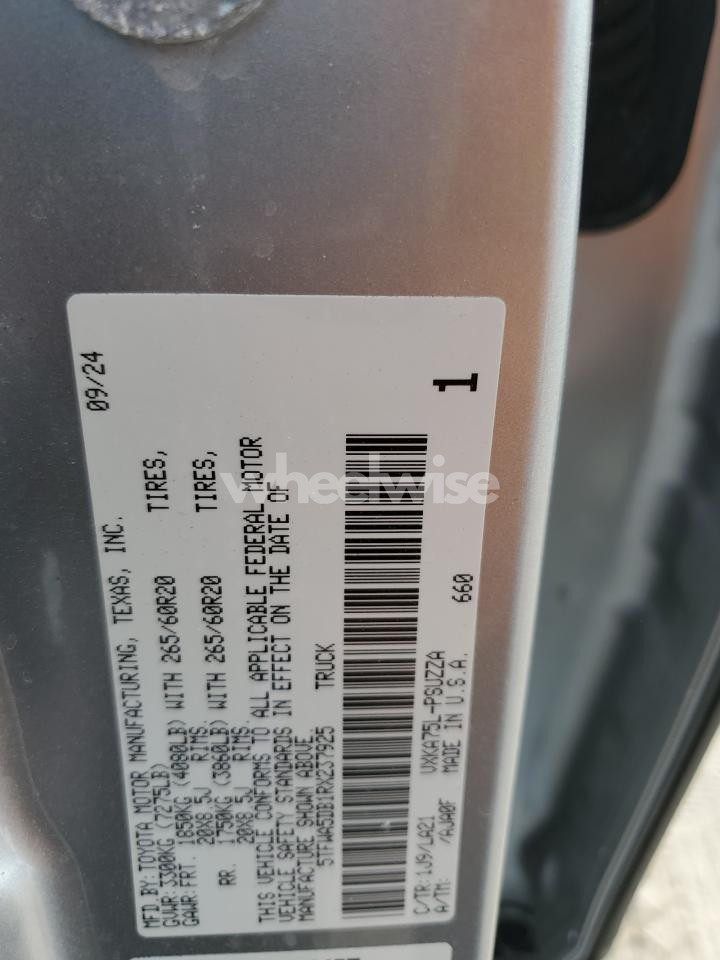 MFD.BY: TOYOTA MOTOR MANUFACTURING, TEXAS, INC. 09/24
GVWR: 3300KG (7275LB)
GAWR: FRT. 1850KG (4080LB) WITH 265/60R20 TIRES,
20X8.5J RIMS.
RR. 1750KG (3860LB) WITH 265/60R20 TIRES,
20X8.5J RIMS.
THIS VEHICLE CONFORMS TO ALL APPLICABLE FEDERAL MOTOR
VEHICLE SAFETY STANDARDS IN EFFECT ON THE DATE OF
MANUFACTURE SHOWN ABOVE.
5TFWA5DB1RX237925 TRUCK
C/TR: 1J9/LA21 VXKA75L-PSUZZA
A/TM: /AJA0F MADE IN U.S.A. 660 1
wheelwise